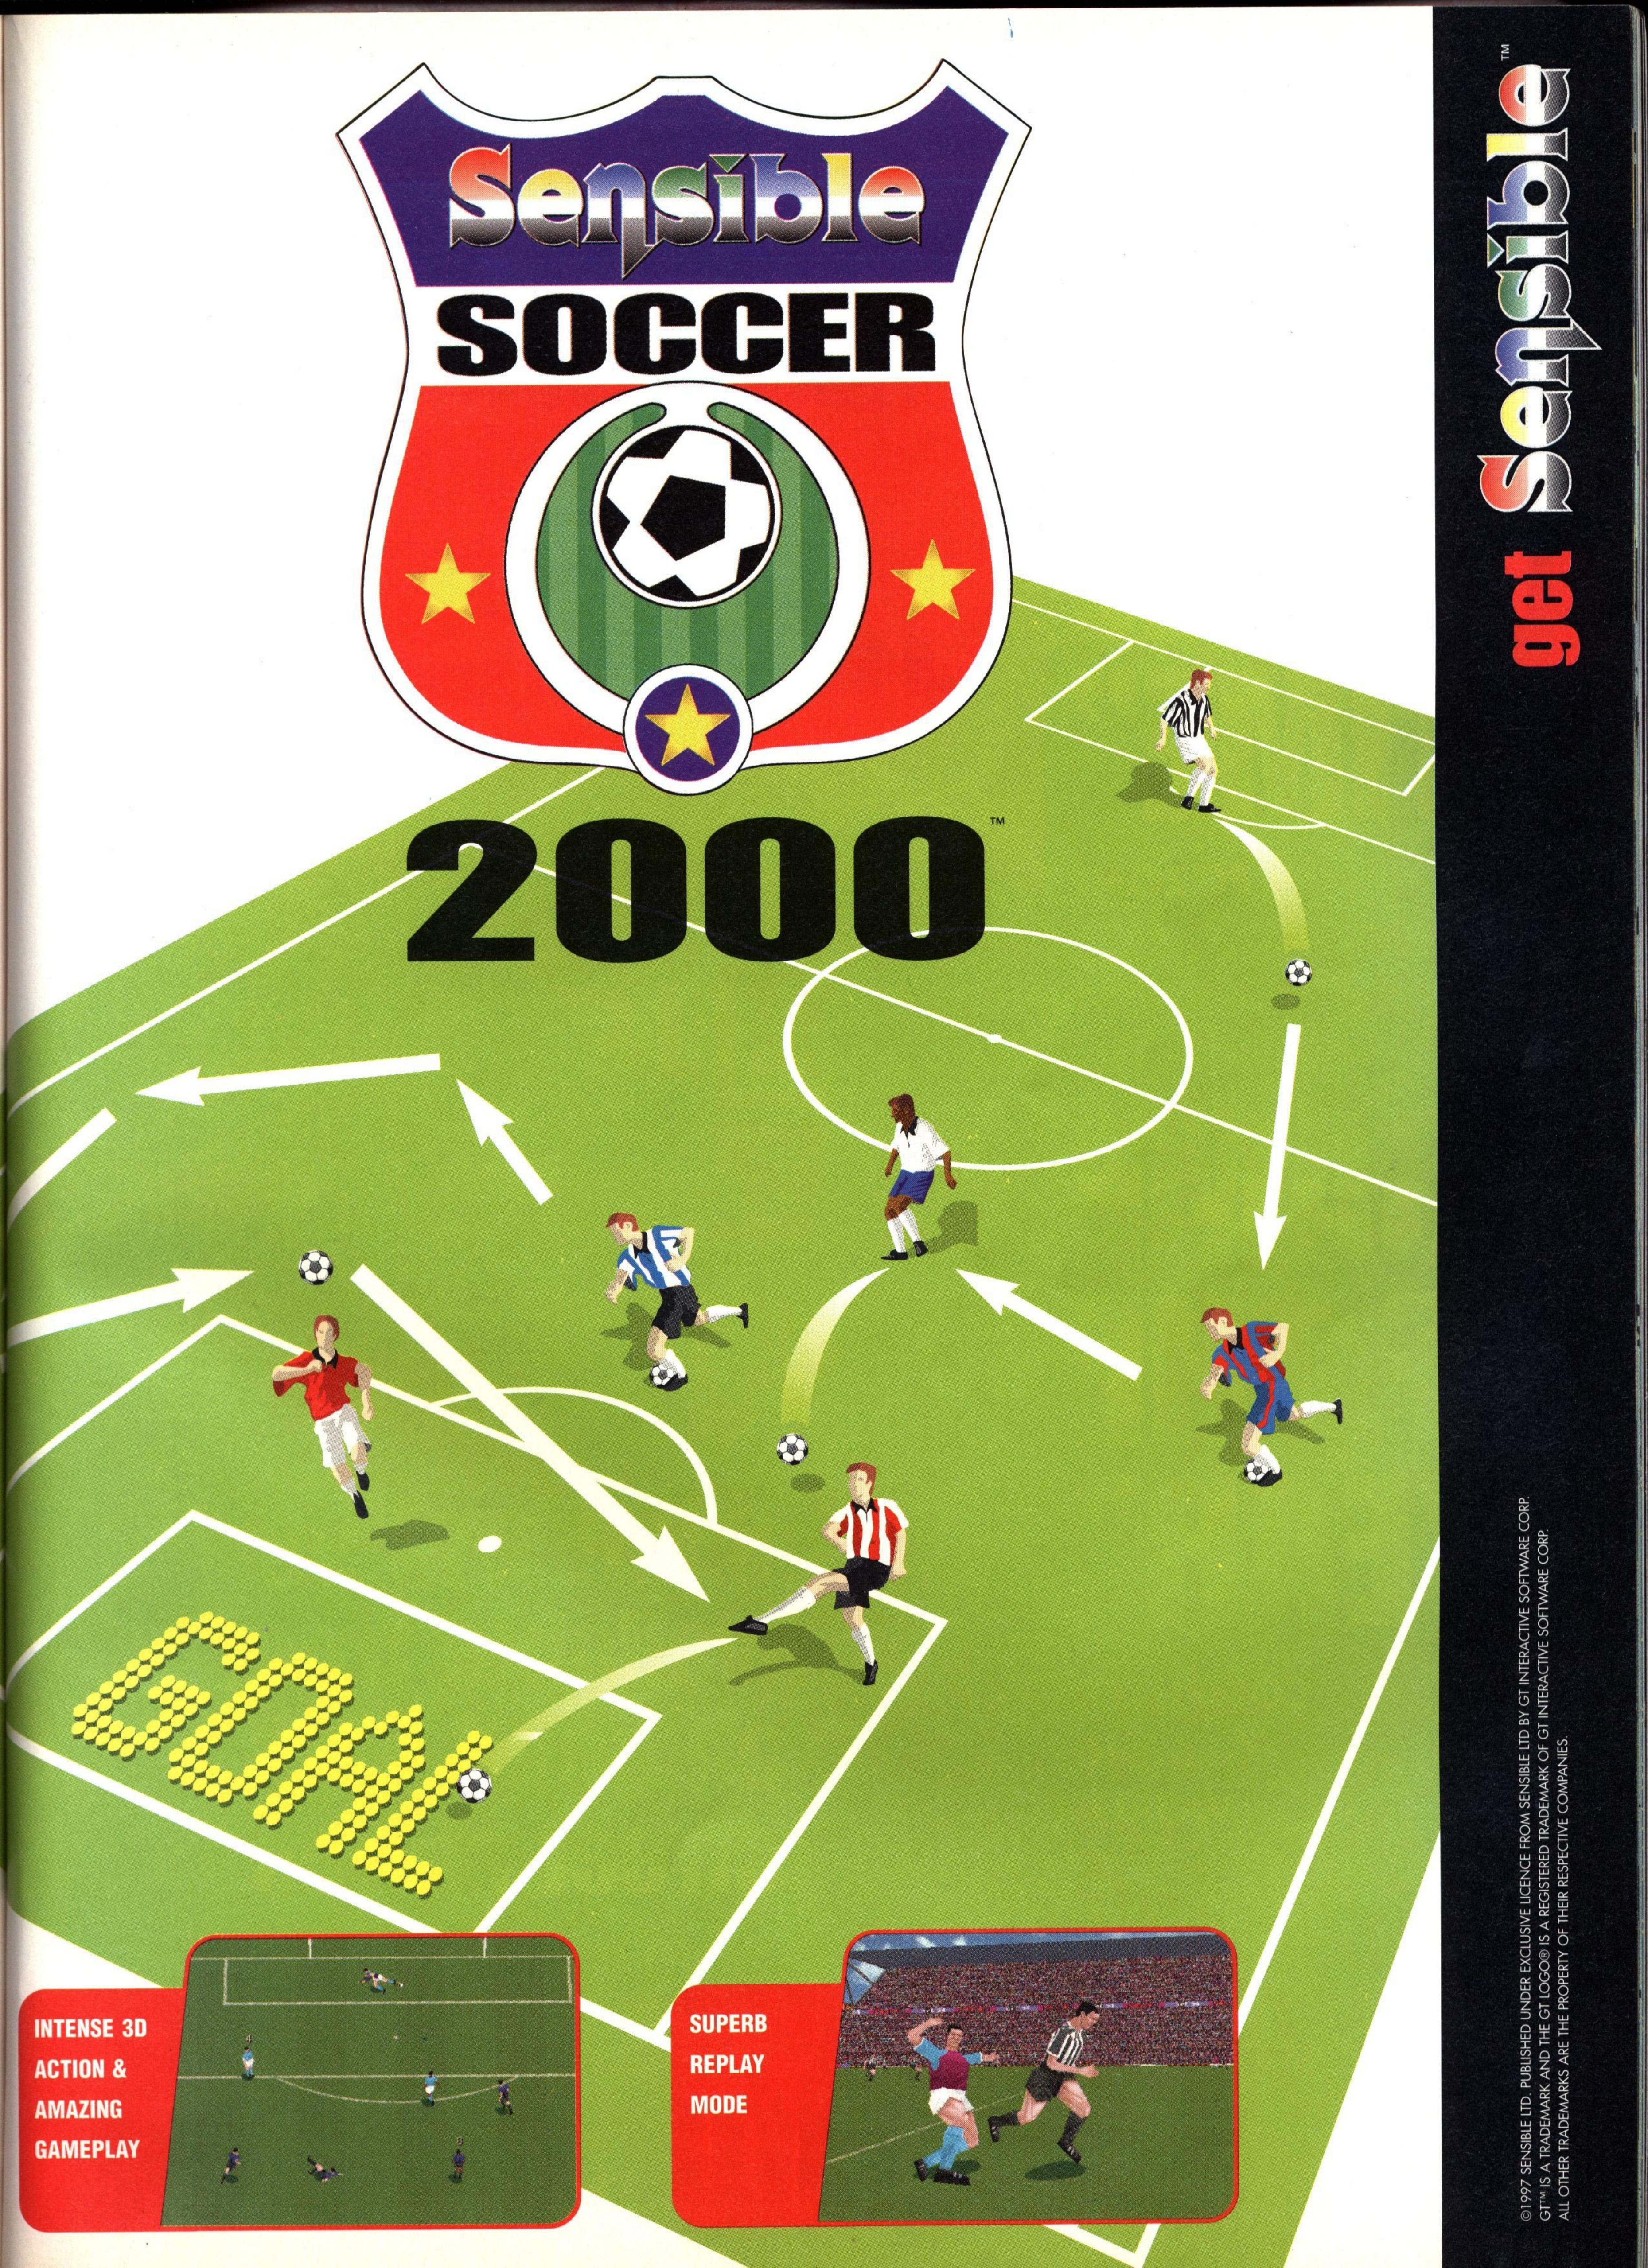 Sensible
SOCCER
2000™
GOAL
INTENSE 3D
ACTION &
AMAZING
GAMEPLAY
SUPERB
REPLAY
MODE
get Sensible™
©1997 SENSIBLE LTD. PUBLISHED UNDER EXCLUSIVE LICENCE FROM SENSIBLE LTD BY GT INTERACTIVE SOFTWARE CORP.
GT™ IS A TRADEMARK AND THE GT LOGO® IS A REGISTERED TRADEMARK OF GT INTERACTIVE SOFTWARE CORP.
ALL OTHER TRADEMARKS ARE THE PROPERTY OF THEIR RESPECTIVE COMPANIES.